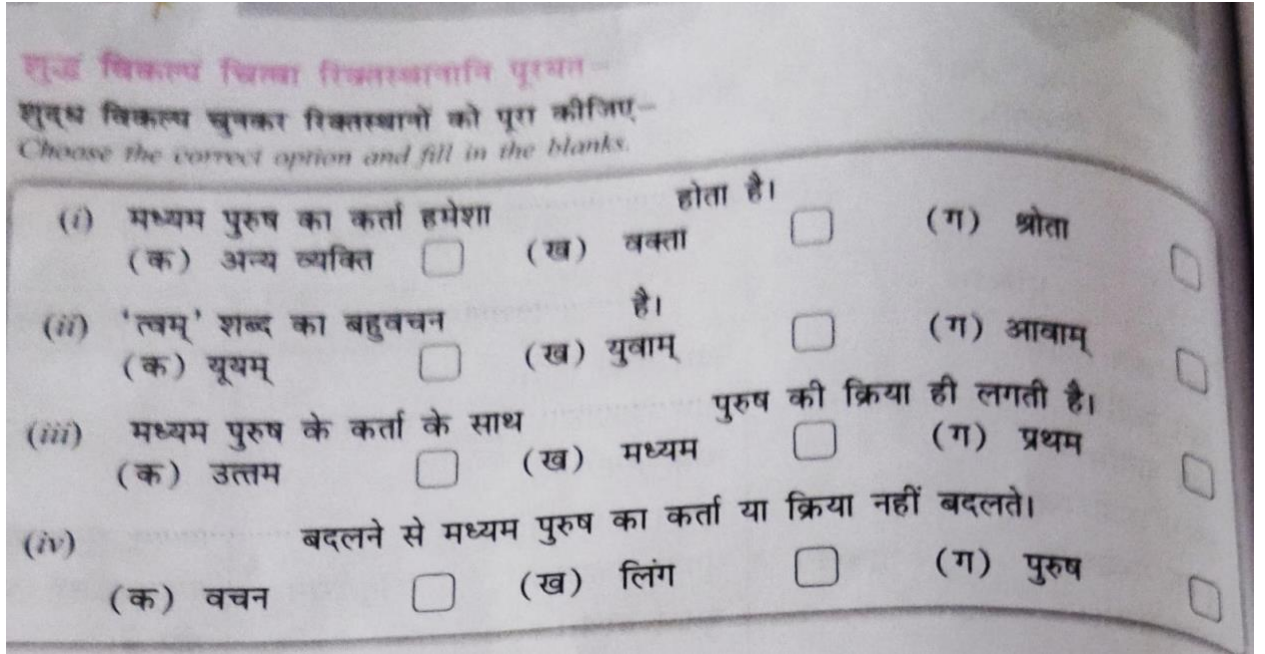 शुद्धं विकल्पं चित्वा रिक्तस्थानानि पूरयत–
शुद्ध विकल्प चुनकर रिक्तस्थानों को पूरा कीजिए–
Choose the correct option and fill in the blanks.
(i) मध्यम पुरुष का कर्ता हमेशा .................... होता है।
(क) अन्य व्यक्ति (ख) वक्ता (ग) श्रोता
(ii) 'त्वम्' शब्द का बहुवचन .................... है।
(क) यूयम् (ख) युवाम् (ग) आवाम्
(iii) मध्यम पुरुष के कर्ता के साथ .................... पुरुष की क्रिया ही लगती है।
(क) उत्तम (ख) मध्यम (ग) प्रथम
(iv) .................... बदलने से मध्यम पुरुष का कर्ता या क्रिया नहीं बदलते।
(क) वचन (ख) लिंग (ग) पुरुष